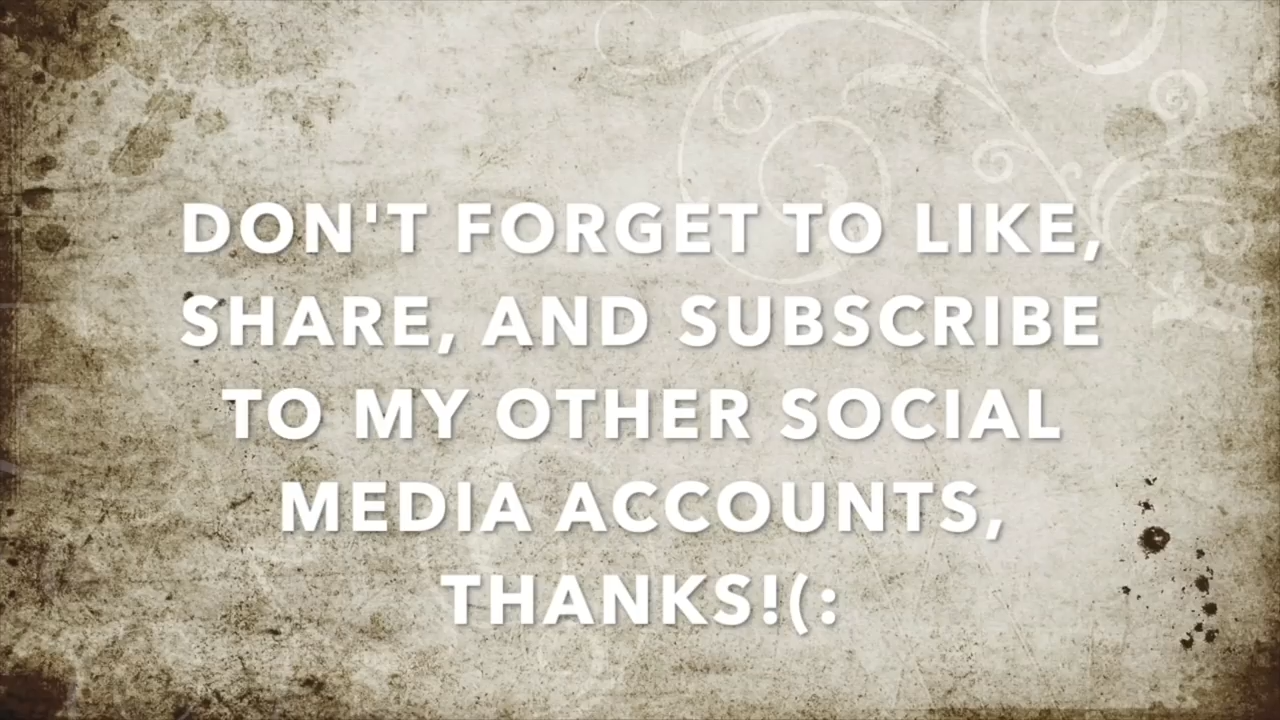 DON'T FORGET TO LIKE,
SHARE, AND SUBSCRIBE
TO MY OTHER SOCIAL
MEDIA ACCOUNTS,
THANKS!(: